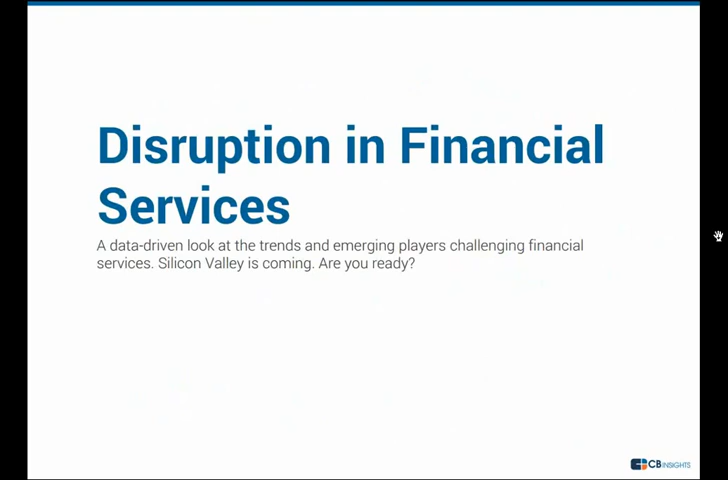 Disruption in Financial
Services
A data-driven look at the trends and emerging players challenging financial
services. Silicon Valley is coming. Are you ready?
CB INSIGHTS